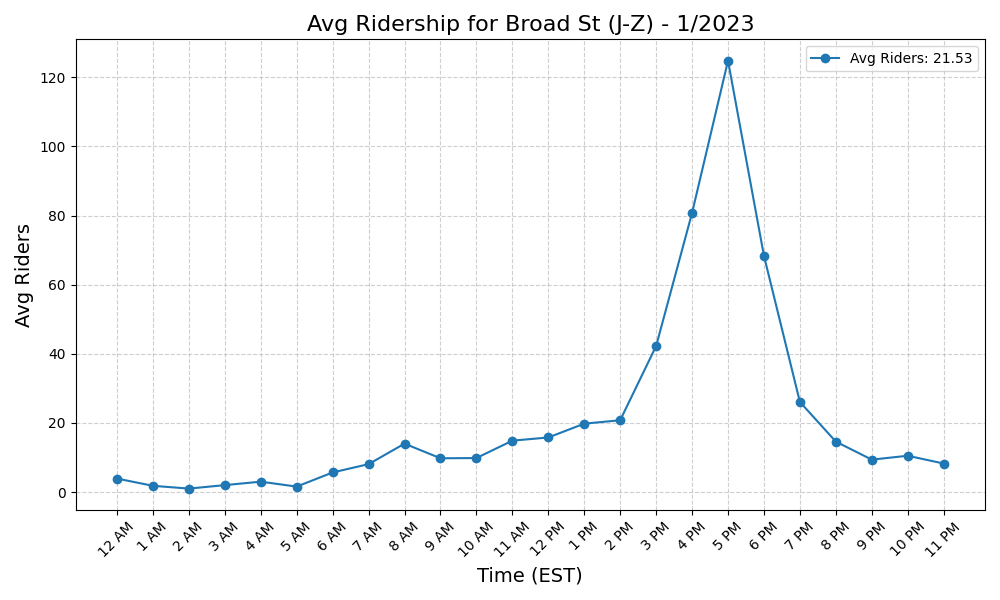 Avg Ridership for Broad St (J-Z) - 1/2023
Avg Riders: 21.53
Avg Riders
120
100
80
60
40
20
0
12 AM
1 AM
2 AM
3 AM
4 AM
5 AM
6 AM
7 AM
8 AM
9 AM
10 AM
11 AM
12 PM
1 PM
2 PM
3 PM
4 PM
5 PM
6 PM
7 PM
8 PM
9 PM
10 PM
11 PM
Time (EST)